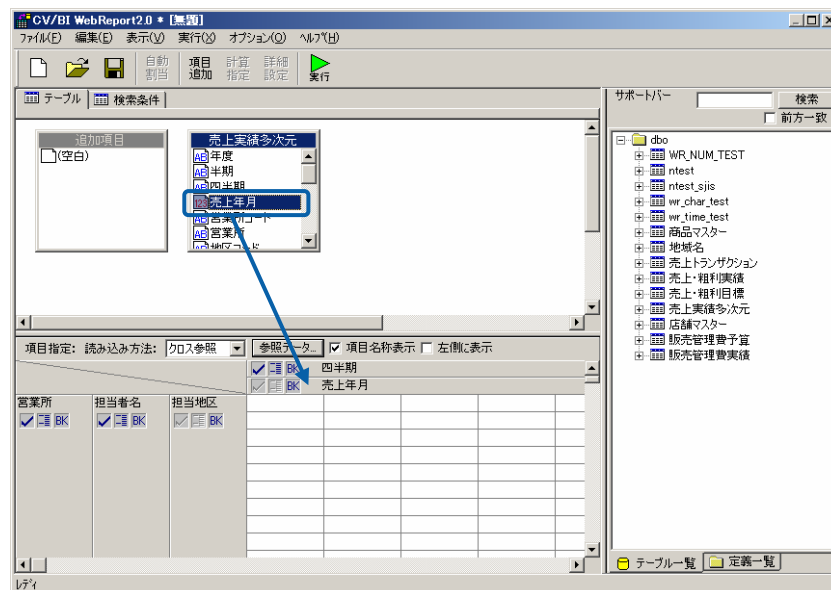 CV/BI WebReport2.0 * [無題]
ファイル(F) 編集(E) 表示(V) 実行(X) オプション(O) ヘルプ(H)
自動割当 項目追加 計算指定 詳細設定 実行
テーブル 検索条件
追加項目
(空白)
売上実績多次元
年度
半期
四半期
売上年月
営業所コード
営業所
地区コード
項目指定: 読み込み方法: クロス参照 参照データ... 項目名称表示 左側に表示
BK 四半期
BK 売上年月
営業所 担当者名 担当地区
BK BK BK
レディ
サポートバー 検索
前方一致
dbo
WR_NUM_TEST
ntest
ntest_sjis
wr_char_test
wr_time_test
商品マスター
地域名
売上トランザクション
売上・粗利実績
売上・粗利目標
売上実績多次元
店舗マスター
販売管理費予算
販売管理費実績
テーブル一覧 定義一覧